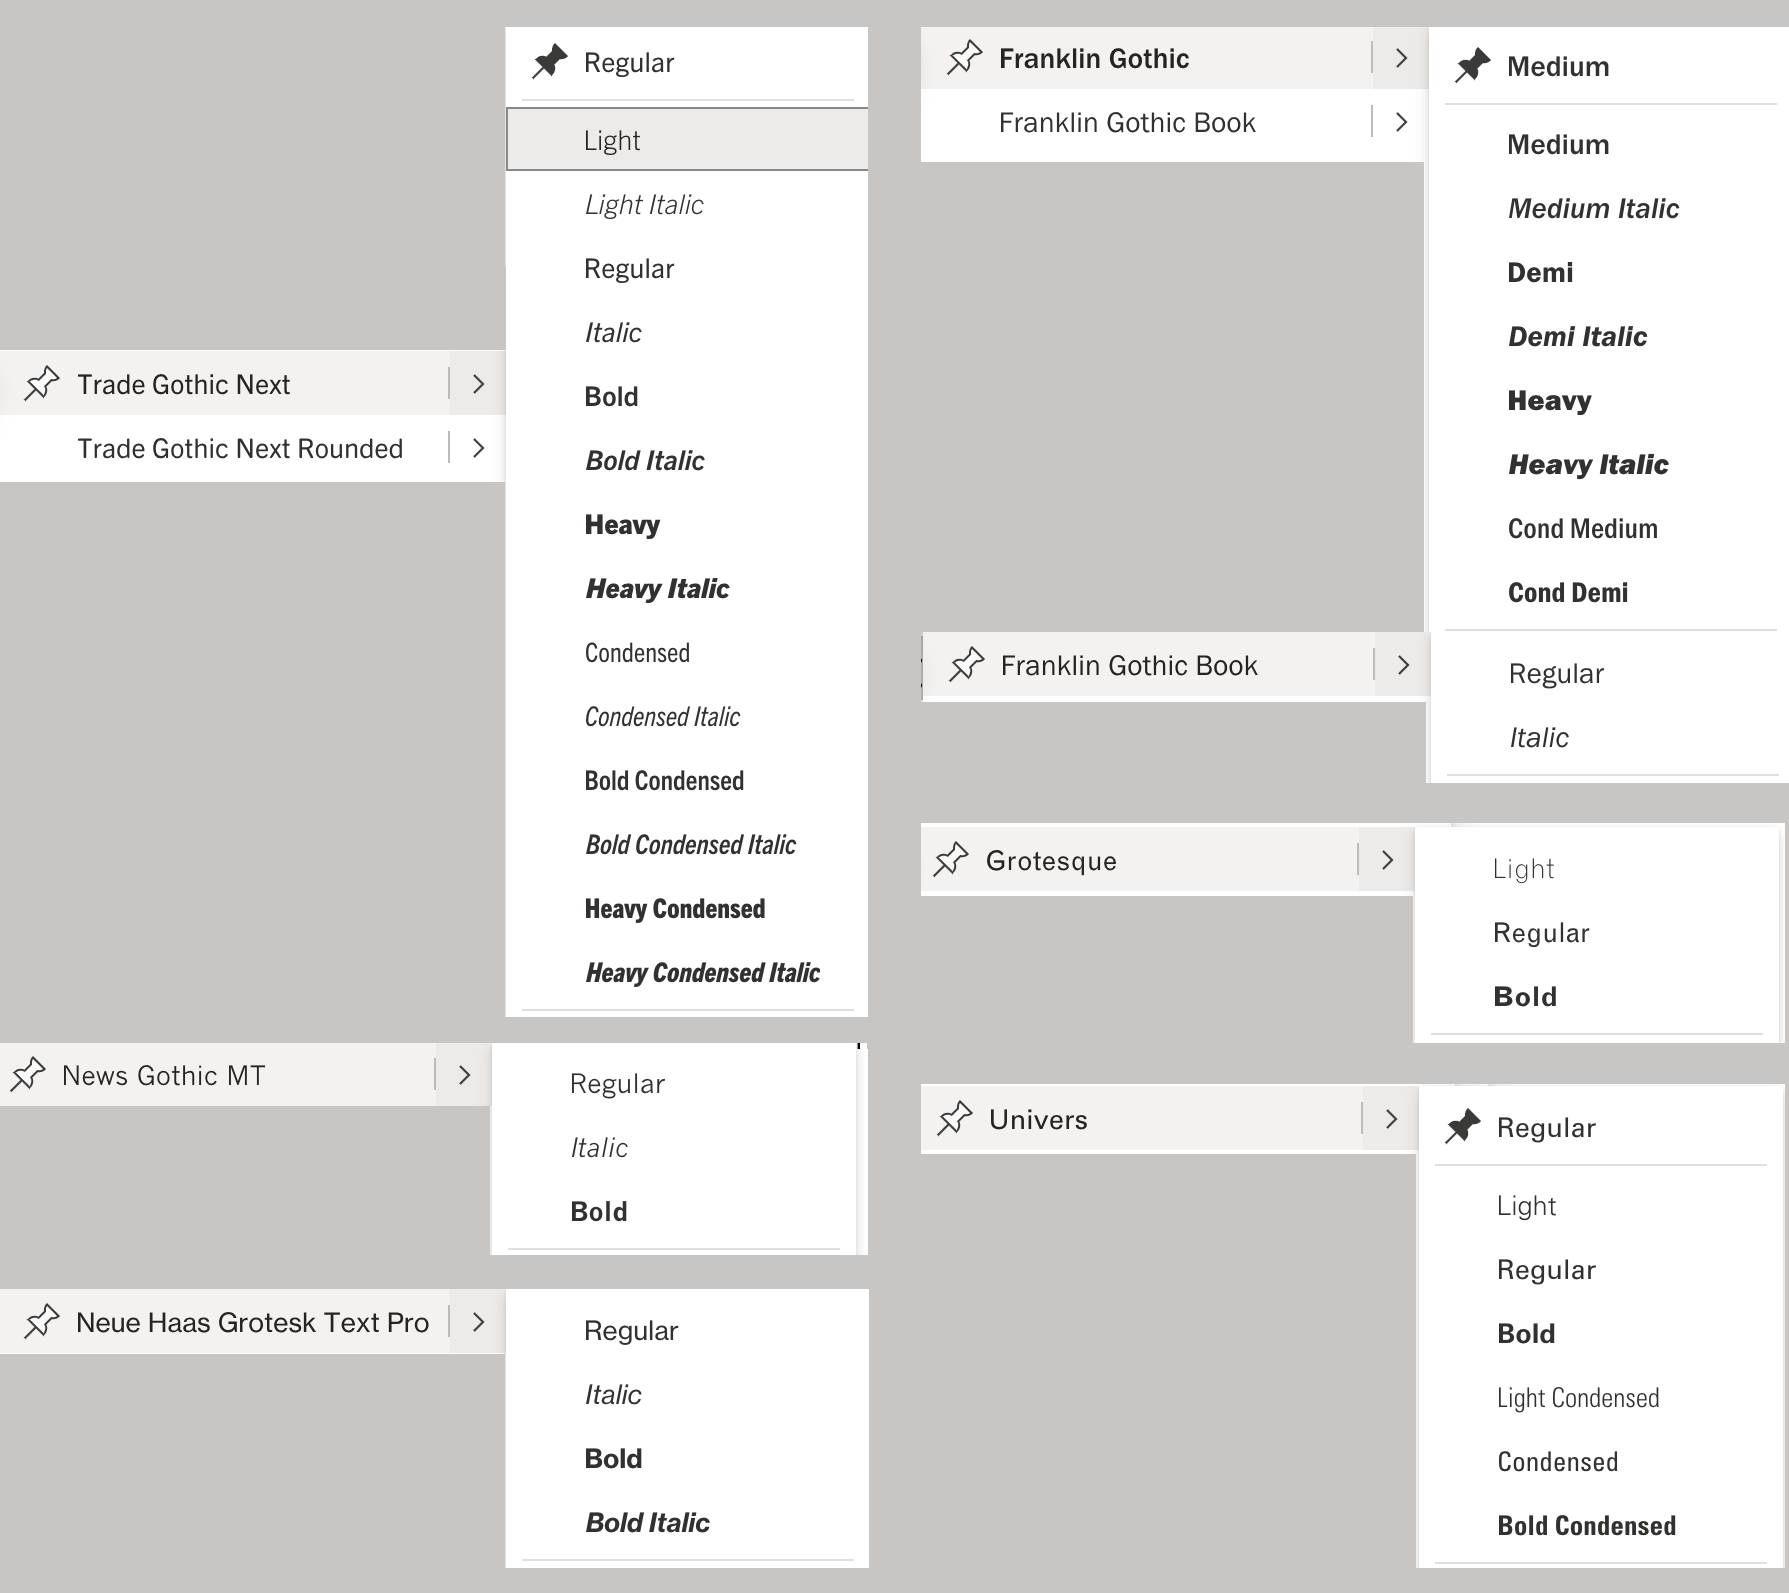 Trade Gothic Next
Trade Gothic Next Rounded
Regular
Light
Light Italic
Regular
Italic
Bold
Bold Italic
Heavy
Heavy Italic
Condensed
Condensed Italic
Bold Condensed
Bold Condensed Italic
Heavy Condensed
Heavy Condensed Italic
News Gothic MT
Regular
Italic
Bold
Neue Haas Grotesk Text Pro
Regular
Italic
Bold
Bold Italic
Franklin Gothic
Franklin Gothic Book
Medium
Medium
Medium Italic
Demi
Demi Italic
Heavy
Heavy Italic
Cond Medium
Cond Demi
Franklin Gothic Book
Regular
Italic
Grotesque
Light
Regular
Bold
Univers
Regular
Light
Regular
Bold
Light Condensed
Condensed
Bold Condensed